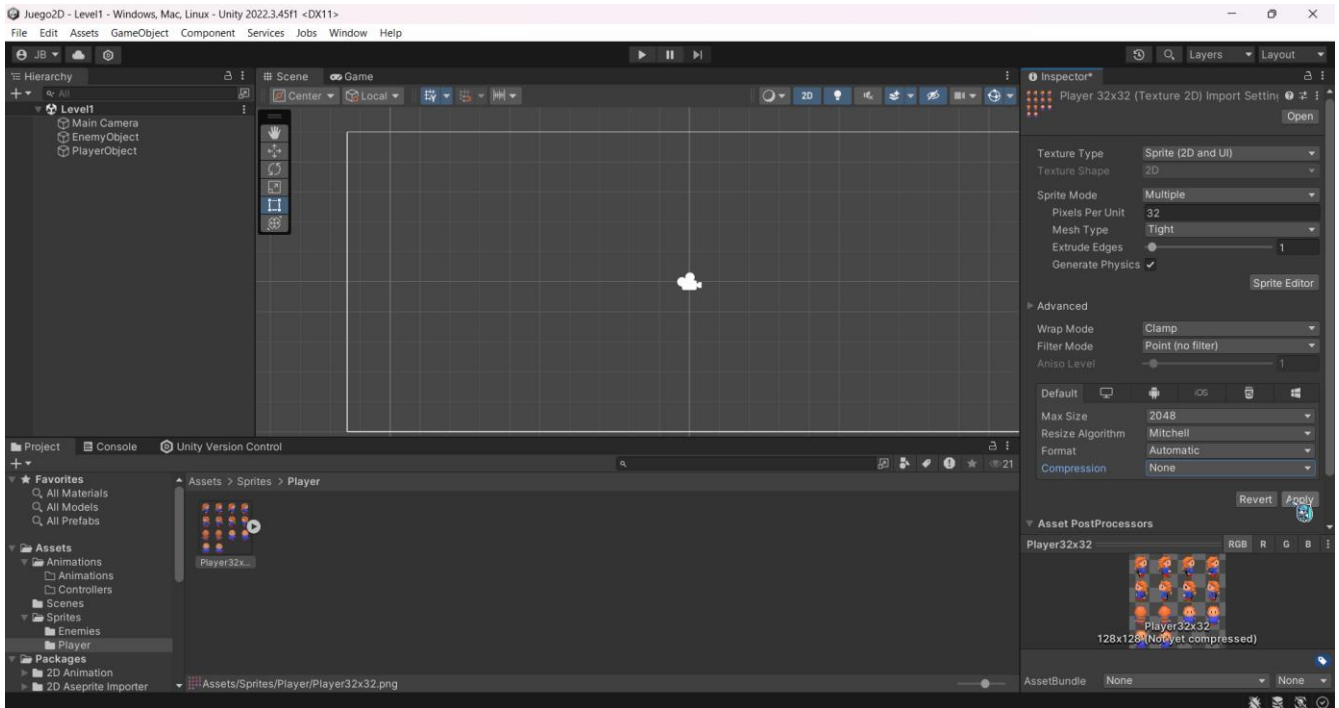 Juego2D - Level1 - Windows, Mac, Linux - Unity 2022.3.45f1 <DX11>
File Edit Assets GameObject Component Services Jobs Window Help
JB
Layers Layout
Hierarchy
All
Level1
Main Camera
EnemyObject
PlayerObject
Scene Game
Center Local 2D
Inspector*
Player 32x32 (Texture 2D) Import Setting
Open
Texture Type Sprite (2D and UI)
Texture Shape 2D
Sprite Mode Multiple
Pixels Per Unit 32
Mesh Type Tight
Extrude Edges 1
Generate Physics
Sprite Editor
Advanced
Wrap Mode Clamp
Filter Mode Point (no filter)
Aniso Level 1
Default iOS
Max Size 2048
Resize Algorithm Mitchell
Format Automatic
Compression None
Revert Apply
Asset PostProcessors
Player32x32 RGB R G B
Player32x32
128x128 (Not yet compressed)
AssetBundle None None
Project Console Unity Version Control
21
Favorites
All Materials
All Models
All Prefabs
Assets
Animations
Animations
Controllers
Scenes
Sprites
Enemies
Player
Packages
2D Animation
2D Aseprite Importer
Assets > Sprites > Player
Player32x...
Assets/Sprites/Player/Player32x32.png